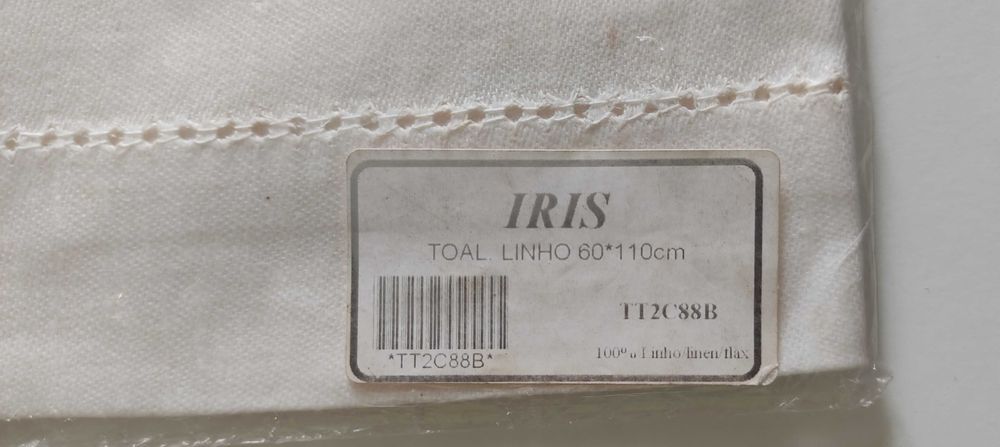 IRIS
TOAL. LINHO 60*110cm
TT2C88B
*TT2C88B*
100% Linho/linen/flax